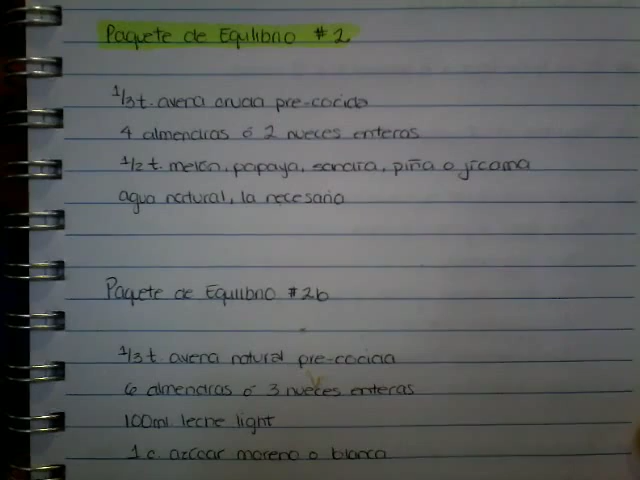 Paquete de Equilibrio # 2
1/3 t. avena cruda pre-cocida
4 almendras ó 2 nueces enteras
1/2 t. melón, papaya, sandía, piña o jícama
agua natural, la necesaria
Paquete de Equilibrio #2b
1/3 t. avena natural pre-cocida
6 almendras ó 3 nueces enteras
100ml leche light
1 c. azúcar moreno o blanca